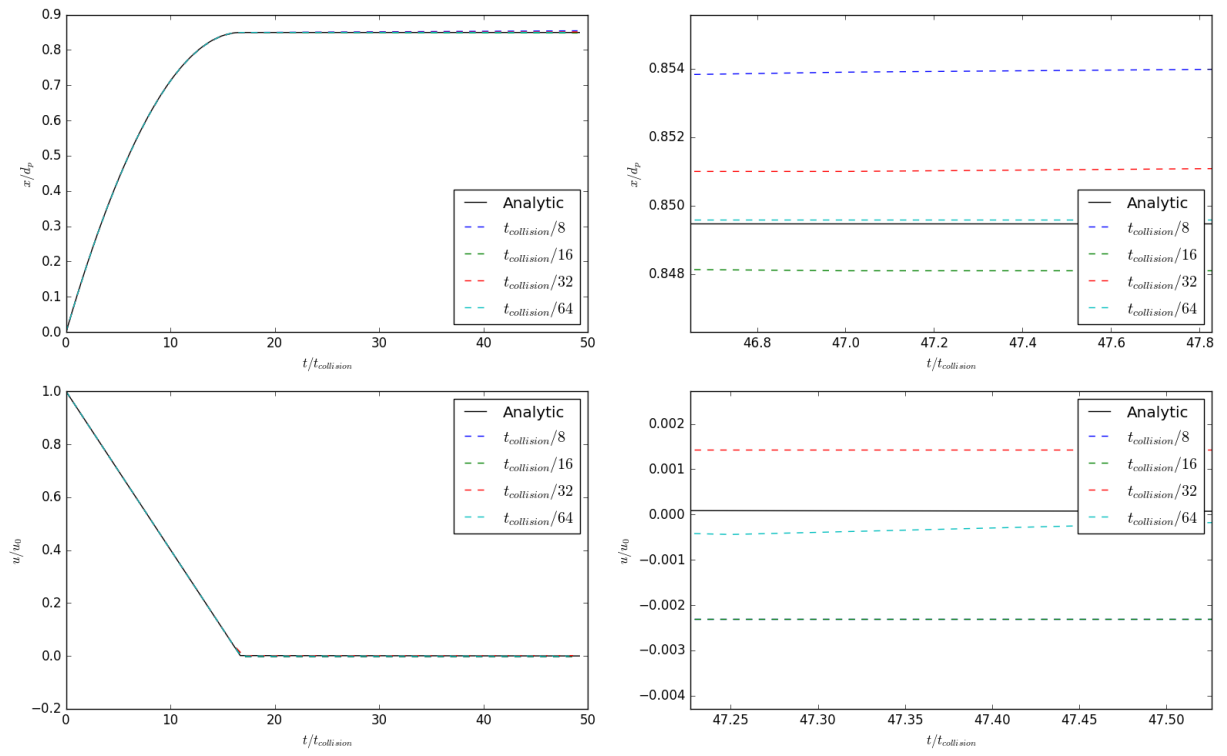 0.9
0.8
0.7
0.6
0.5
0.4
0.3
0.2
0.1
0.0
x/d_p
0 10 20 30 40 50
t/t_collision
Analytic
t_collision/8
t_collision/16
t_collision/32
t_collision/64
0.854
0.852
0.850
0.848
x/d_p
46.8 47.0 47.2 47.4 47.6 47.8
t/t_collision
Analytic
t_collision/8
t_collision/16
t_collision/32
t_collision/64
1.0
0.8
0.6
0.4
0.2
0.0
−0.2
u/u_0
0 10 20 30 40 50
t/t_collision
Analytic
t_collision/8
t_collision/16
t_collision/32
t_collision/64
0.002
0.001
0.000
−0.001
−0.002
−0.003
−0.004
u/u_0
47.25 47.30 47.35 47.40 47.45 47.50
t/t_collision
Analytic
t_collision/8
t_collision/16
t_collision/32
t_collision/64